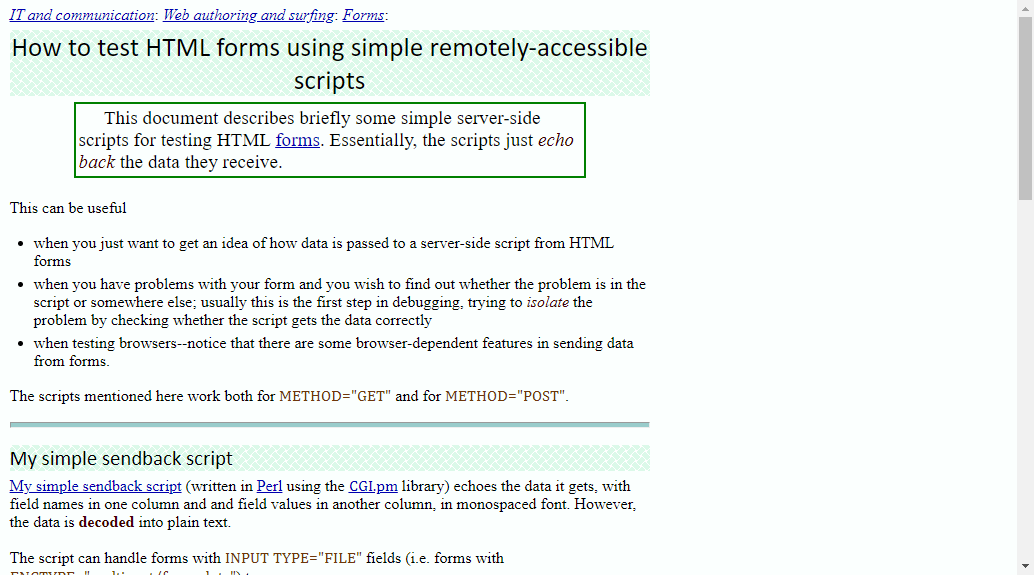 IT and communication: Web authoring and surfing: Forms:
How to test HTML forms using simple remotely-accessible
scripts
This document describes briefly some simple server-side
scripts for testing HTML forms. Essentially, the scripts just echo
back the data they receive.
This can be useful
• when you just want to get an idea of how data is passed to a server-side script from HTML
forms
• when you have problems with your form and you wish to find out whether the problem is in the
script or somewhere else; usually this is the first step in debugging, trying to isolate the
problem by checking whether the script gets the data correctly
• when testing browsers--notice that there are some browser-dependent features in sending data
from forms.
The scripts mentioned here work both for METHOD="GET" and for METHOD="POST".
My simple sendback script
My simple sendback script (written in Perl using the CGI.pm library) echoes the data it gets, with
field names in one column and and field values in another column, in monospaced font. However,
the data is decoded into plain text.
The script can handle forms with INPUT TYPE="FILE" fields (i.e. forms with